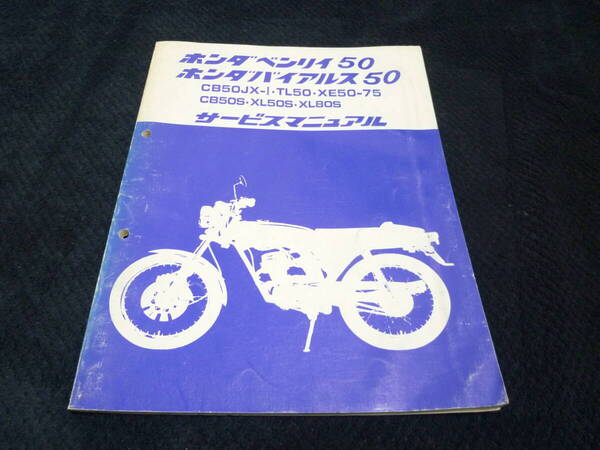 ホンダベンリイ50
ホンダバイアルス50
CB50JX-I・TL50・XE50-75
CB50S・XL50S・XL80S
サービスマニュアル